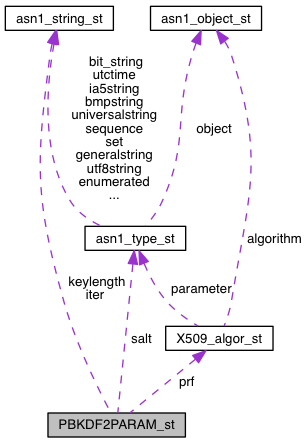 asn1_string_st
asn1_object_st
bit_string
utctime
ia5string
bmpstring
universalstring
sequence
set
generalstring
utf8string
enumerated
...
object
asn1_type_st
algorithm
keylength
iter
parameter
salt
X509_algor_st
prf
PBKDF2PARAM_st